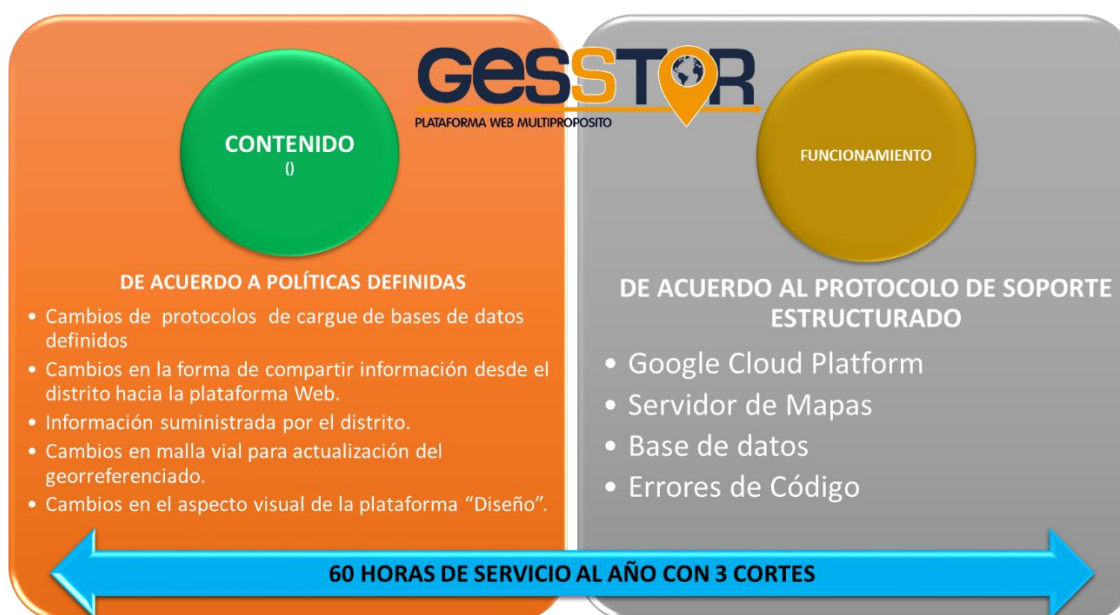 GESSTOR
PLATAFORMA WEB MULTIPROPOSITO
CONTENIDO
()
DE ACUERDO A POLÍTICAS DEFINIDAS
• Cambios de protocolos de cargue de bases de datos
definidos
• Cambios en la forma de compartir información desde el
distrito hacia la plataforma Web.
• Información suministrada por el distrito.
• Cambios en malla vial para actualización del
georreferenciado.
• Cambios en el aspecto visual de la plataforma “Diseño”.
FUNCIONAMIENTO
DE ACUERDO AL PROTOCOLO DE SOPORTE
ESTRUCTURADO
• Google Cloud Platform
• Servidor de Mapas
• Base de datos
• Errores de Código
60 HORAS DE SERVICIO AL AÑO CON 3 CORTES